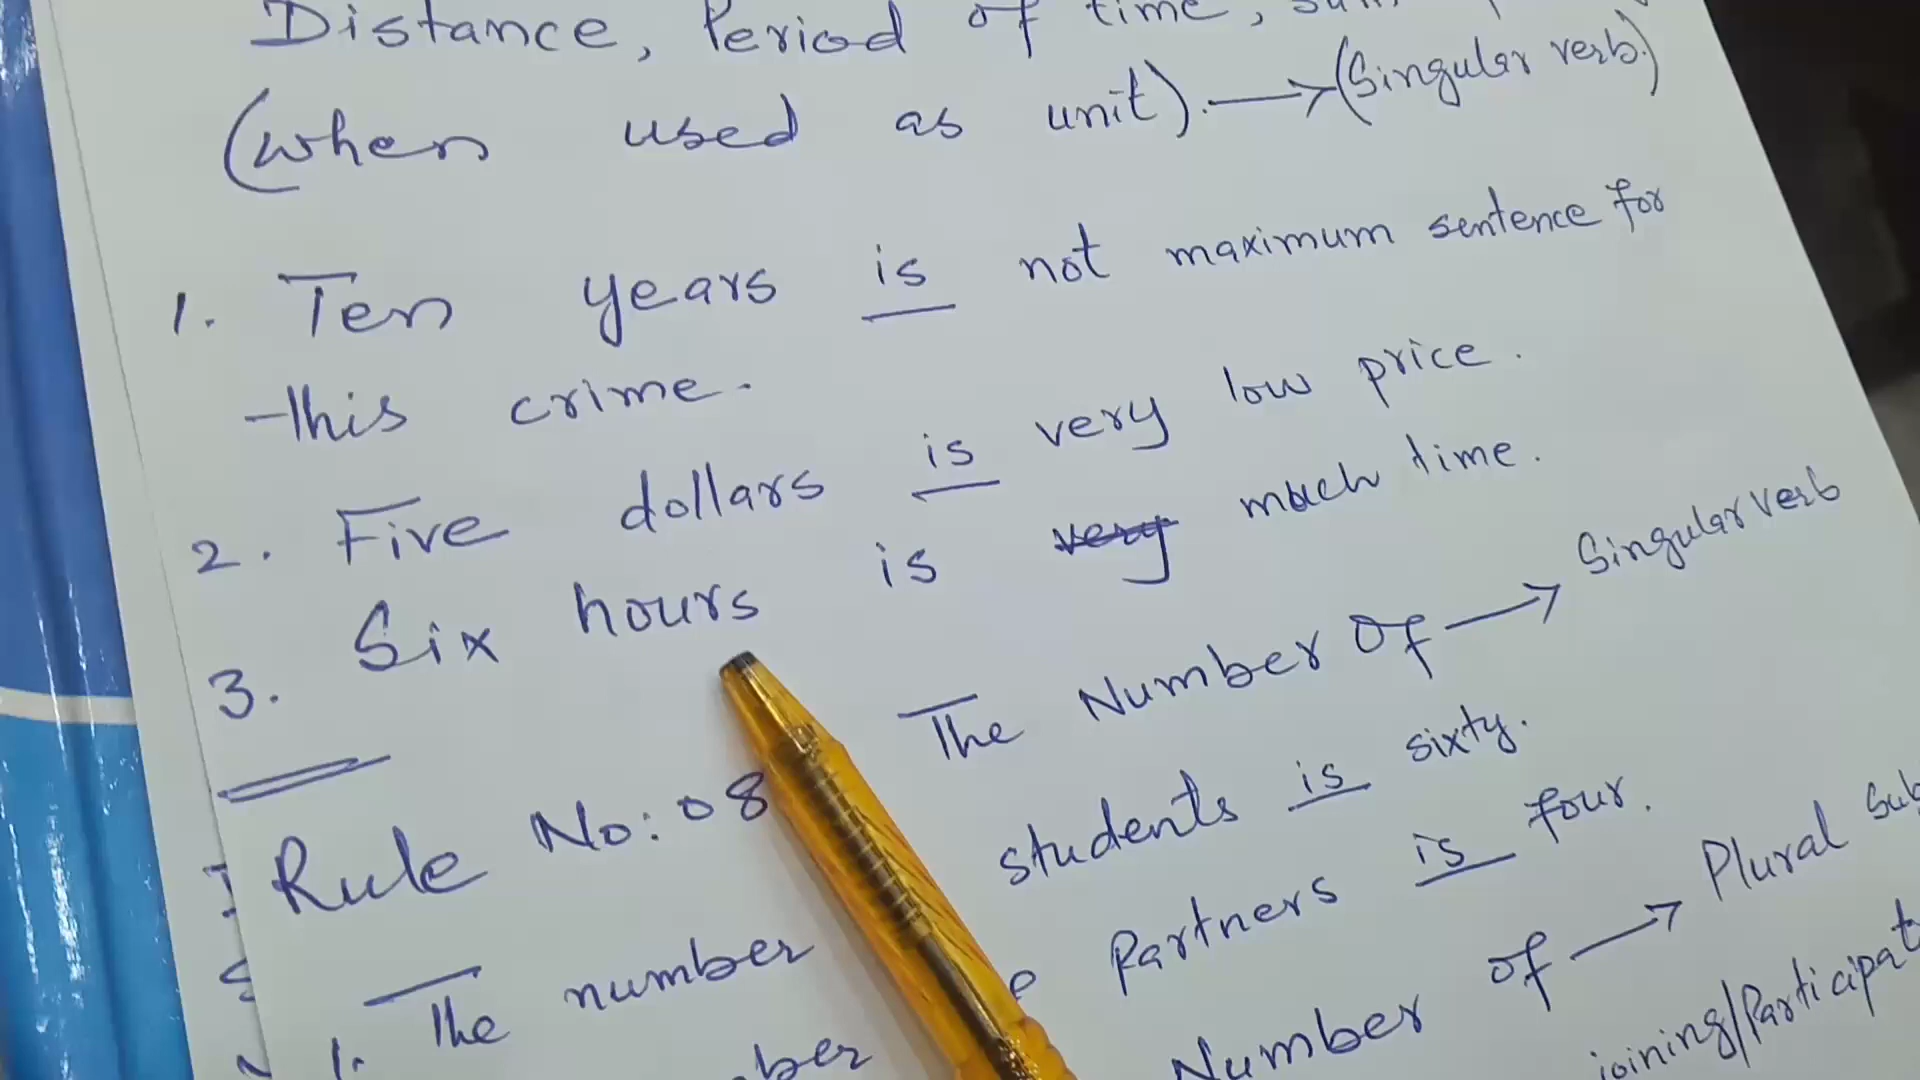 Distance, Period of time,
(when used as unit). → (Singular verb.)
1. Ten years is not maximum sentence for
this crime.
2. Five dollars is very low price.
3. Six hours is very much time.
Rule No: 08 The Number Of → Singular verb
1. The number students is sixty.
Partners is four.
Number of → Plural
joining/